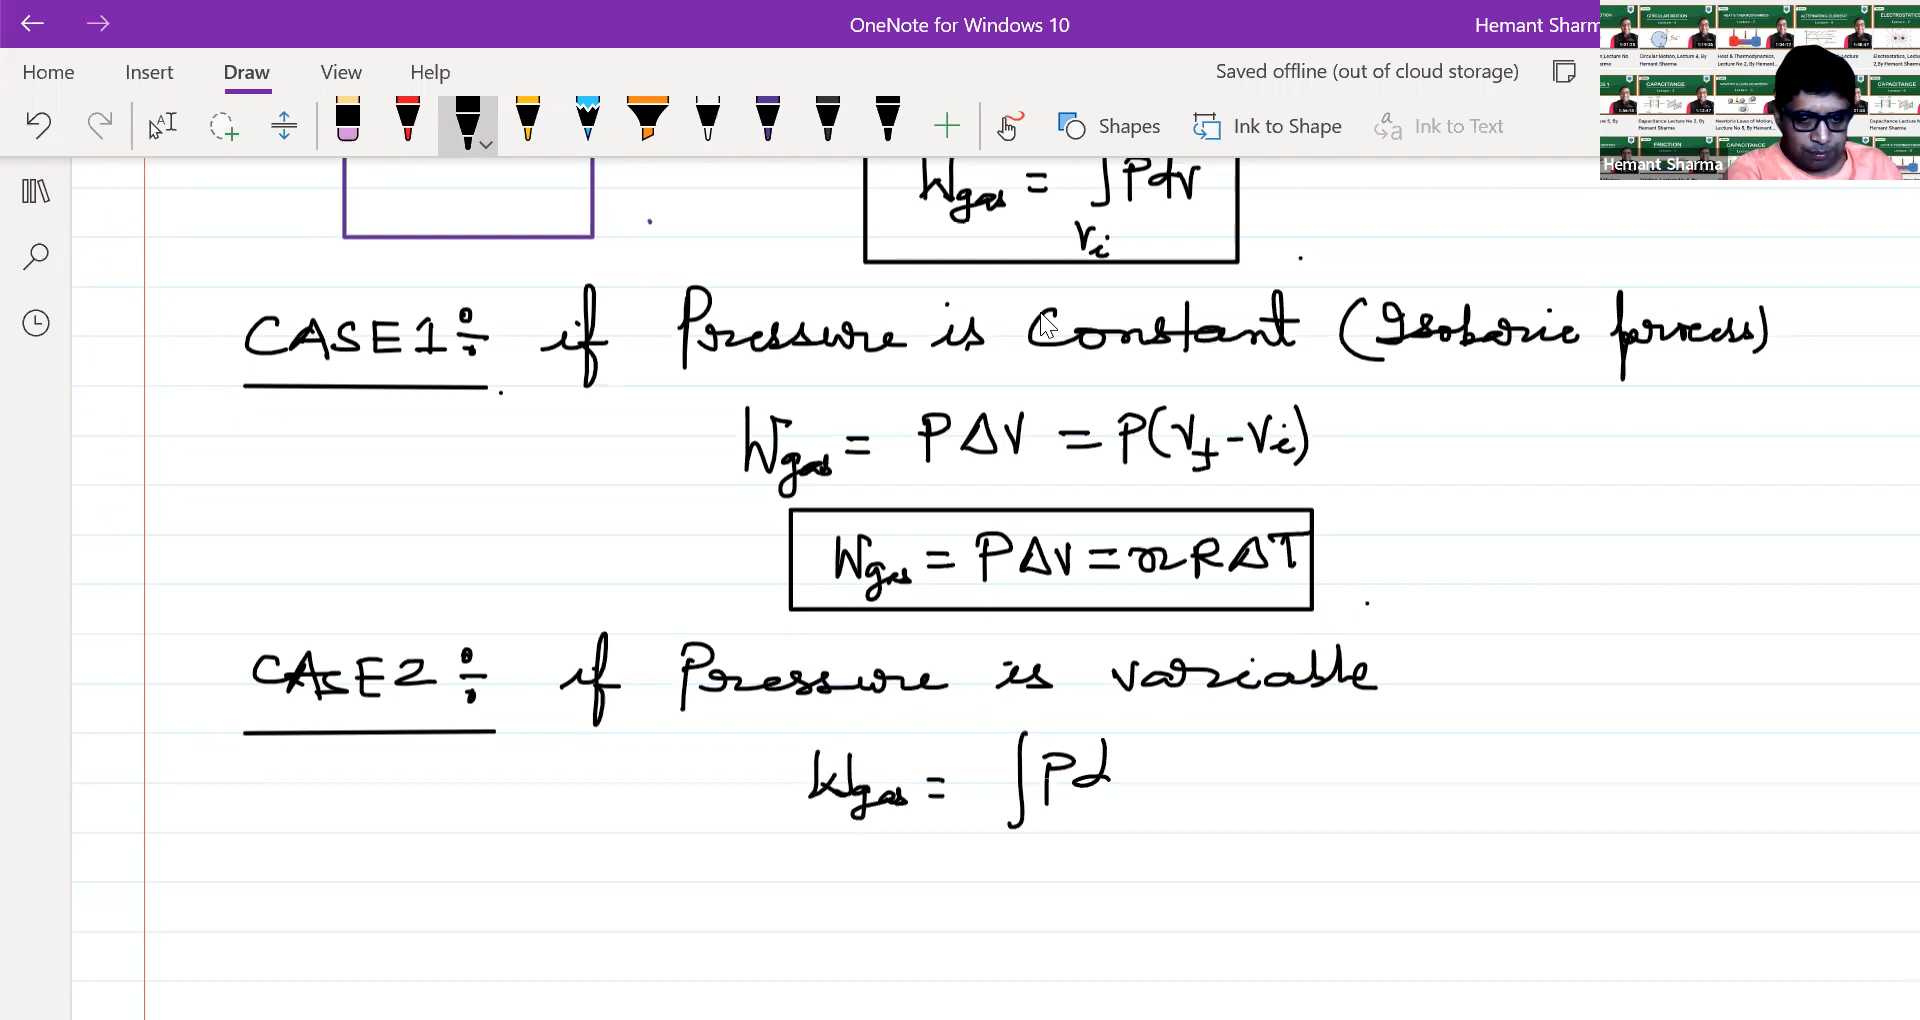 OneNote for Windows 10
Hemant Sharm
Home Insert Draw View Help
Saved offline (out of cloud storage)
Shapes Ink to Shape Ink to Text
Hemant Sharma
Wgas = ∫ P dv
Vi
CASE 1 ÷ if Pressure is Constant (Isobaric process)
Wgas = PΔV = P(Vf - Vi)
Wgas = PΔV = nRΔT
CASE 2 ÷ if Pressure is variable
Wgas = ∫ P d